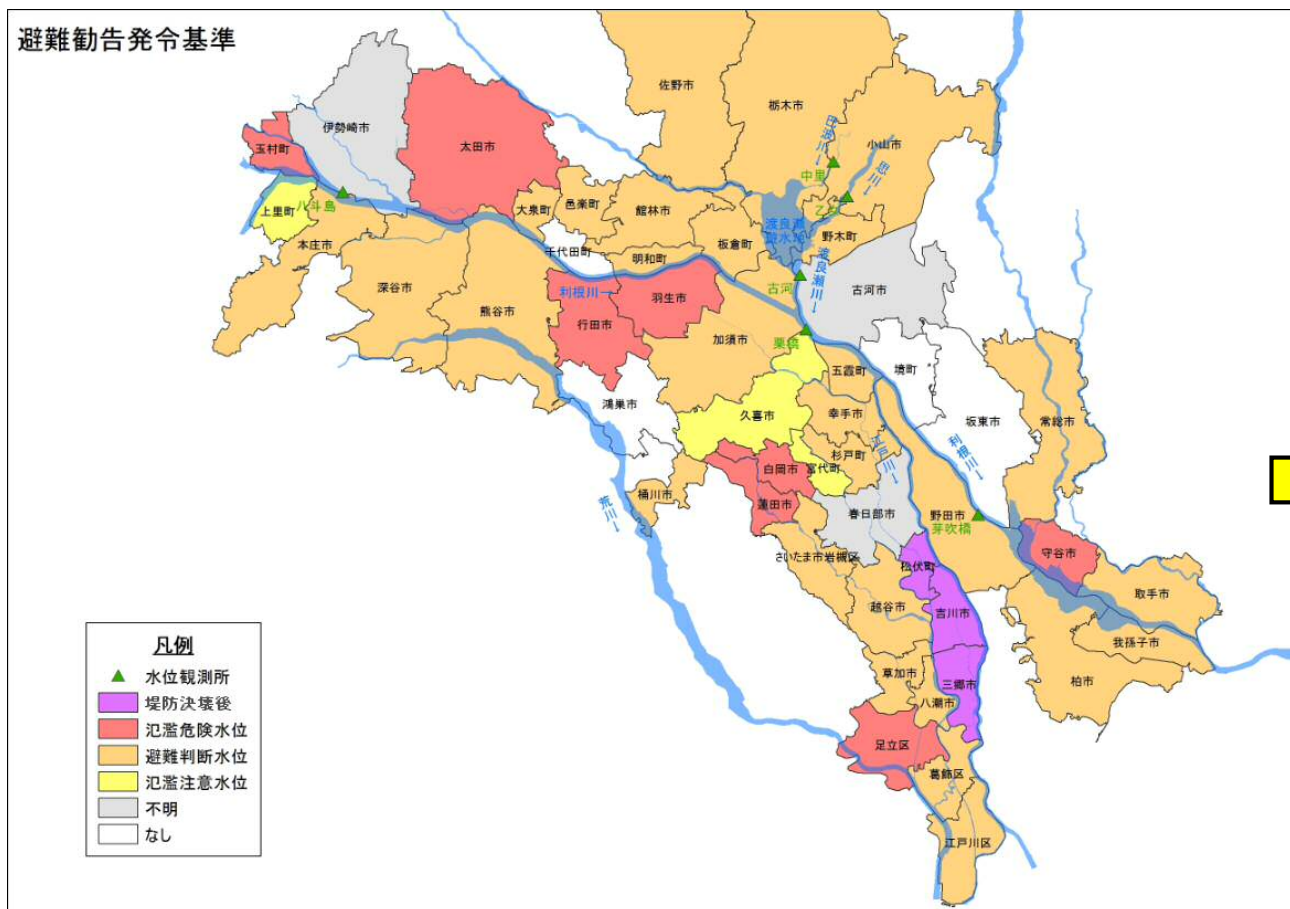 避難勧告発令基準
佐野市
栃木市
伊勢崎市
小山市
巴波川→
思川→
玉村町
太田市
中里
上里町
八斗島
大泉町
邑楽町
館林市
乙女
渡良瀬
遊水地
野木町
本庄市
千代田町
明和町
板倉町
渡良瀬川→
深谷市
利根川→
羽生市
古河
古河市
熊谷市
行田市
加須市
栗橋
玉霞町
境町
鴻巣市
久喜市
幸手市
坂東市
常総市
杉戸町
江戸川→
利根川→
白岡市
宮代町
桶川市
蓮田市
荒川→
春日部市
野田市
芽吹橋
さいたま市岩槻区
松伏町
守谷市
越谷市
吉川市
取手市
我孫子市
草加市
三郷市
柏市
八潮市
足立区
葛飾区
江戸川区
凡例
水位観測所
堤防決壊後
氾濫危険水位
避難判断水位
氾濫注意水位
不明
なし